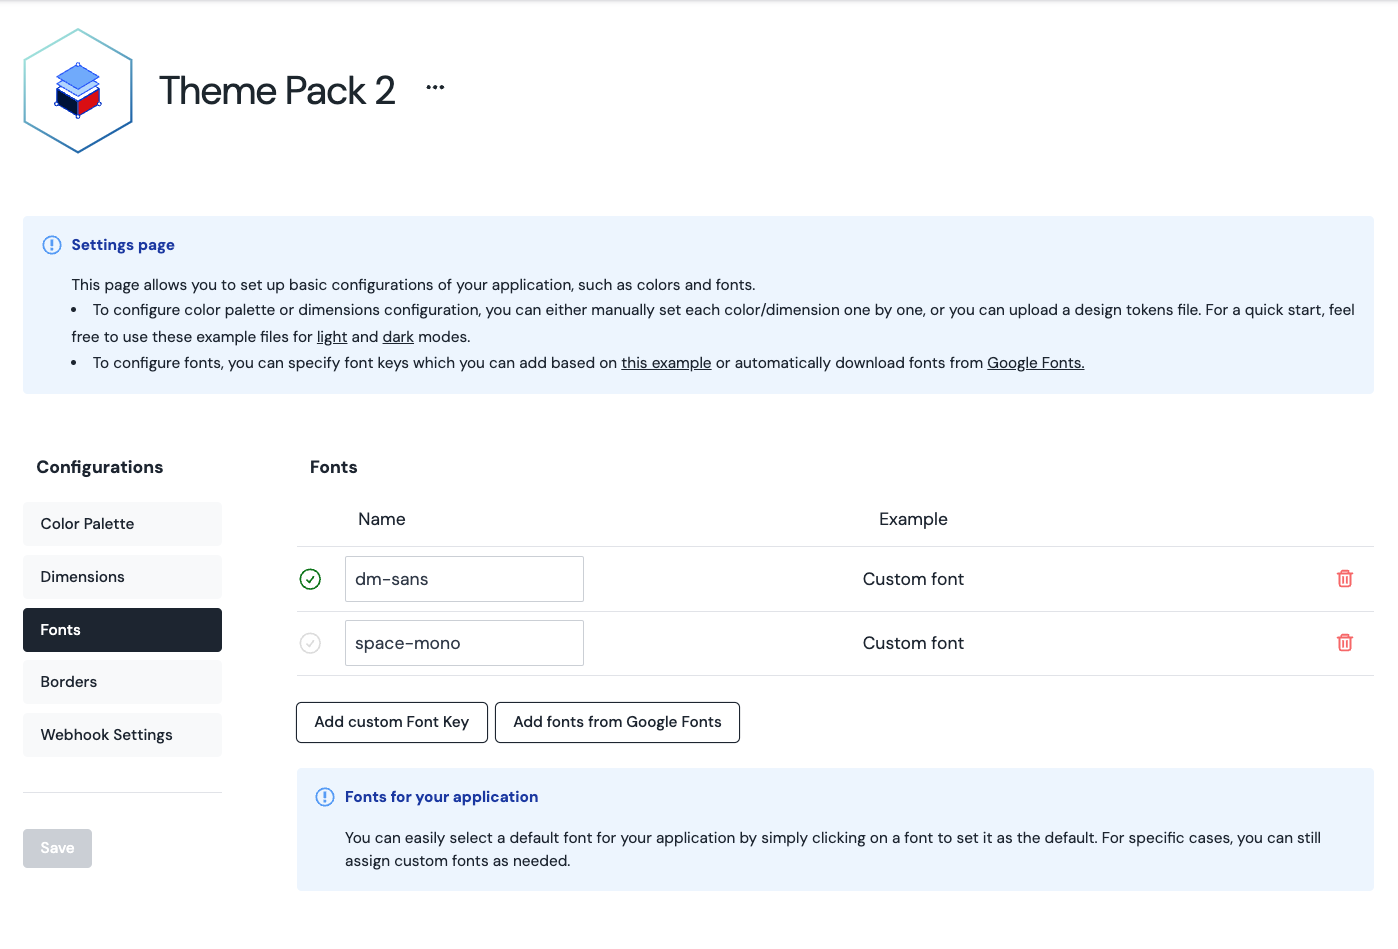 Theme Pack 2 ...
Settings page
This page allows you to set up basic configurations of your application, such as colors and fonts.
• To configure color palette or dimensions configuration, you can either manually set each color/dimension one by one, or you can upload a design tokens file. For a quick start, feel
free to use these example files for light and dark modes.
• To configure fonts, you can specify font keys which you can add based on this example or automatically download fonts from Google Fonts.
Configurations
Color Palette
Dimensions
Fonts
Borders
Webhook Settings
Save
Fonts
Name Example
dm-sans Custom font
space-mono Custom font
Add custom Font Key Add fonts from Google Fonts
Fonts for your application
You can easily select a default font for your application by simply clicking on a font to set it as the default. For specific cases, you can still
assign custom fonts as needed.